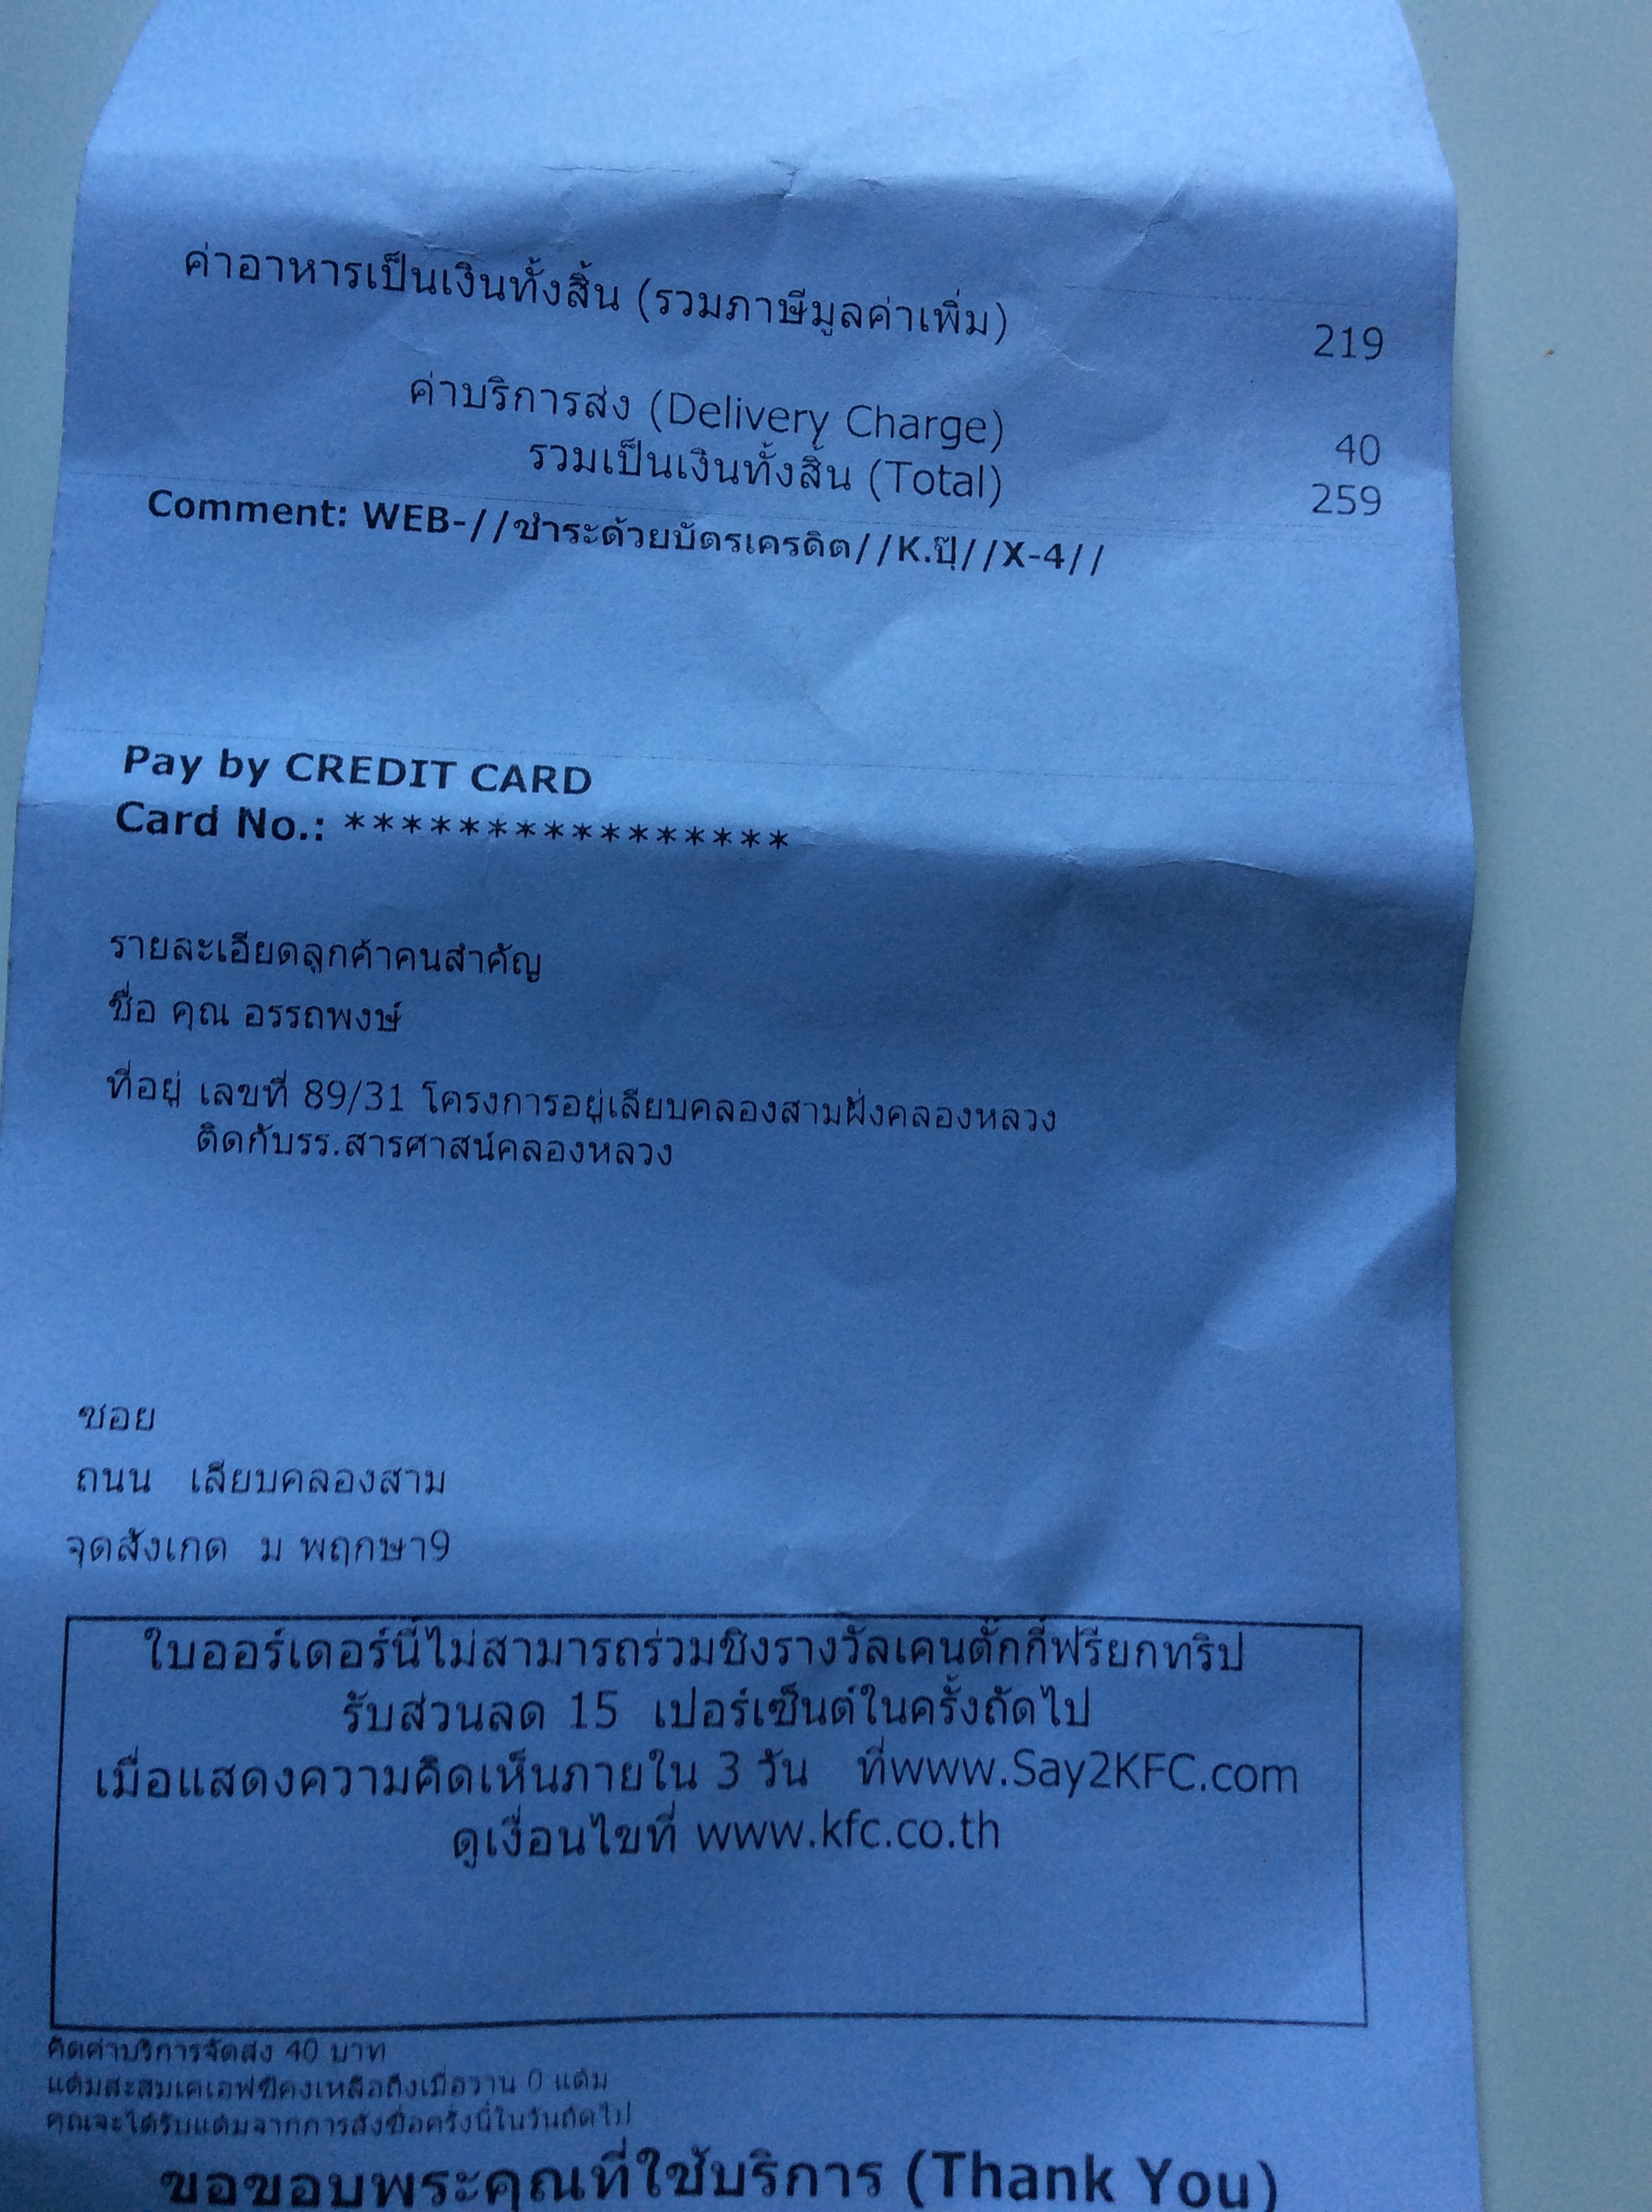 ค่าอาหารเป็นเงินทั้งสิ้น (รวมภาษีมูลค่าเพิ่ม) 219
ค่าบริการส่ง (Delivery Charge) 40
รวมเป็นเงินทั้งสิ้น (Total) 259
Comment: WEB-//ชำระด้วยบัตรเครดิต//K.ปุ๊//X-4//
Pay by CREDIT CARD
Card No.: ****************
รายละเอียดลูกค้าคนสำคัญ
ชื่อ คุณ อรรถพงษ์
ที่อยู่ เลขที่ 89/31 โครงการอยู่เลียบคลองสามฝั่งคลองหลวง
ติดกับรร.สารศาสน์คลองหลวง
ซอย
ถนน เลียบคลองสาม
จุดสังเกต ม พฤกษา9
ใบออร์เดอร์นี้ไม่สามารถร่วมชิงรางวัลเคนตั๊กกี้ฟรียกทริป
รับส่วนลด 15 เปอร์เซ็นต์ในครั้งถัดไป
เมื่อแสดงความคิดเห็นภายใน 3 วัน ที่www.Say2KFC.com
ดูเงื่อนไขที่ www.kfc.co.th
คิดค่าบริการจัดส่ง 40 บาท
แต้มสะสมเคเอฟซีคงเหลือถึงเมื่อวาน 0 แต้ม
คุณจะได้รับแต้มจากการสั่งซื้อครั้งนี้ในวันถัดไป
ขอขอบพระคุณที่ใช้บริการ (Thank You)